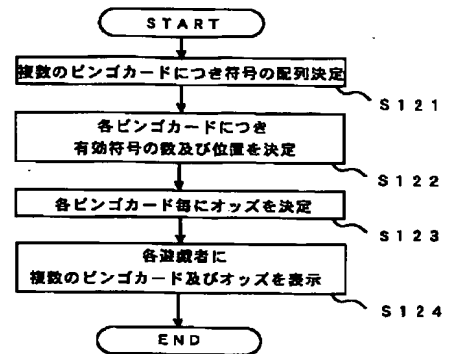 START
複数のビンゴカードにつき符号の配列決定
S121
各ビンゴカードにつき
有効符号の数及び位置を決定
S122
各ビンゴカード毎にオッズを決定
S123
各遊戯者に
複数のビンゴカード及びオッズを表示
S124
END